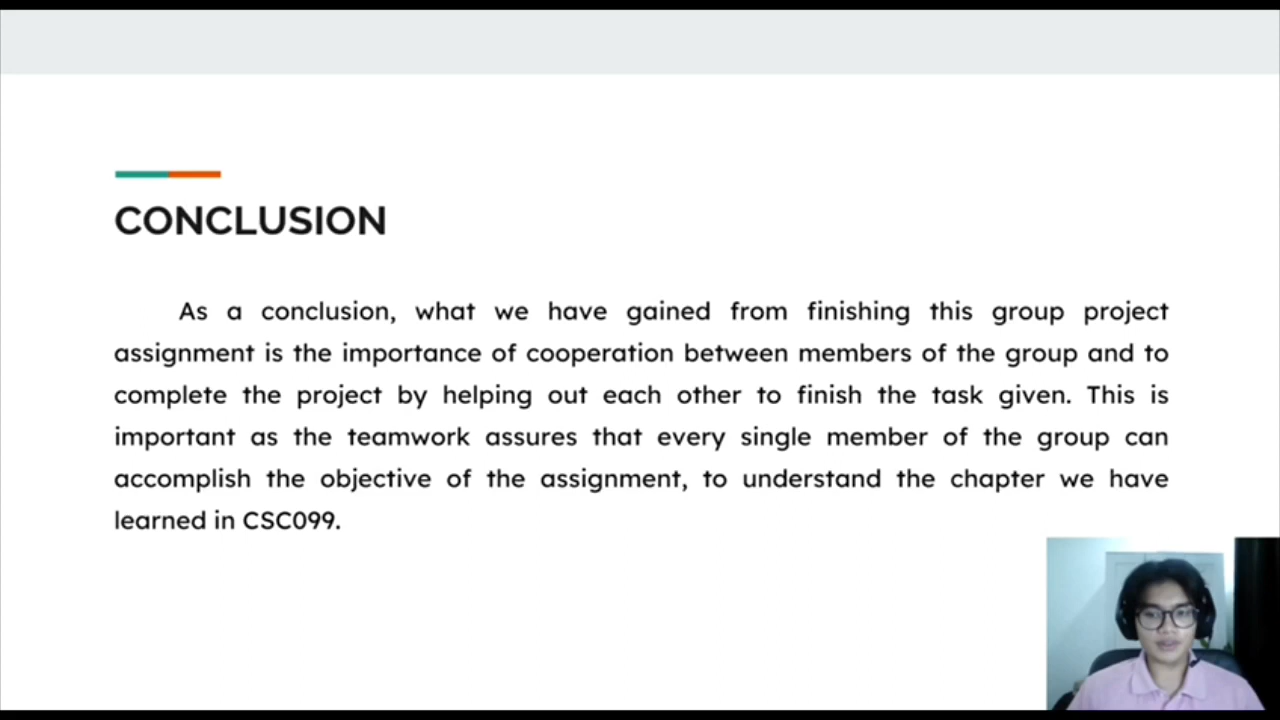 CONCLUSION
As a conclusion, what we have gained from finishing this group project
assignment is the importance of cooperation between members of the group and to
complete the project by helping out each other to finish the task given. This is
important as the teamwork assures that every single member of the group can
accomplish the objective of the assignment, to understand the chapter we have
learned in CSC099.